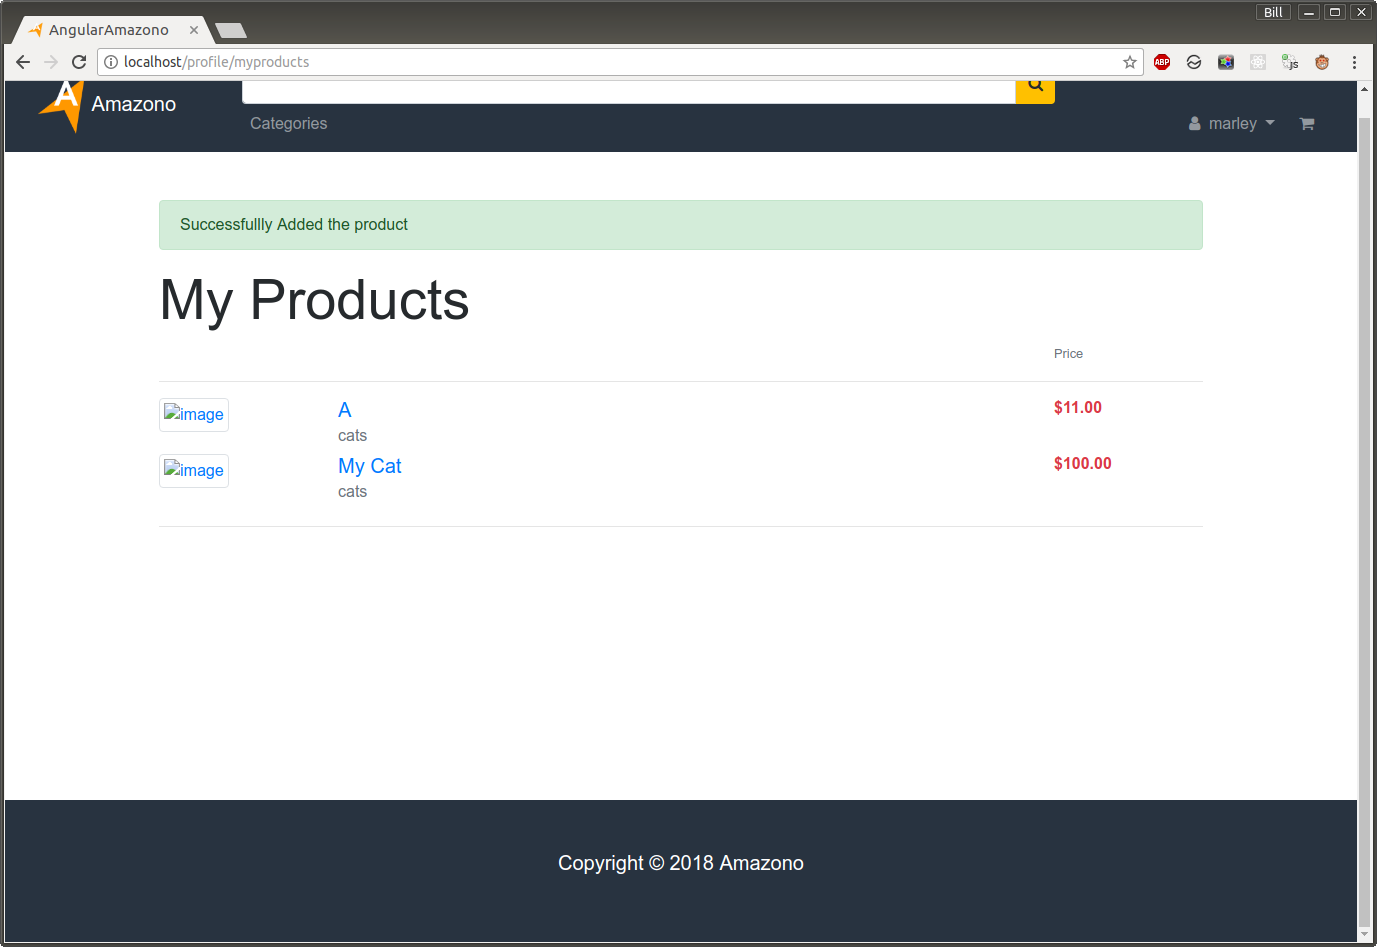 Bill
AngularAmazono
localhost/profile/myproducts
ABP
js
A
Amazono
Categories
marley
Successfullly Added the product
My Products
Price
image
A
$11.00
cats
image
My Cat
$100.00
cats
Copyright © 2018 Amazono